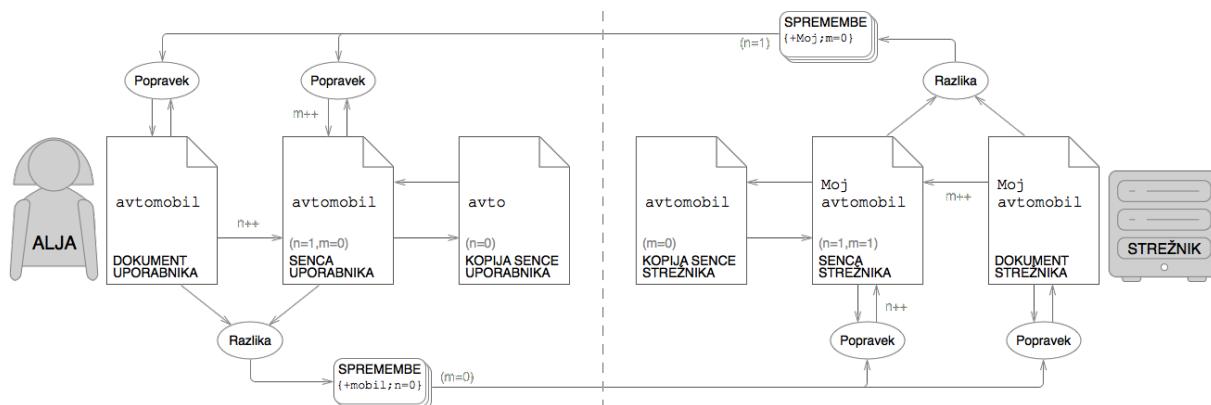 SPREMEMBE
{+Moj;m=0}
(n=1)
Popravek
Popravek
Razlika
m++
avtomobil
avtomobil
avto
avtomobil
Moj
avtomobil
Moj
avtomobil
n++
m++
ALJA
STREŽNIK
(n=1,m=0)
(n=0)
(m=0)
(n=1,m=1)
DOKUMENT
UPORABNIKA
SENCA
UPORABNIKA
KOPIJA SENCE
UPORABNIKA
KOPIJA SENCE
STREŽNIKA
SENCA
STREŽNIKA
DOKUMENT
STREŽNIKA
n++
Razlika
Popravek
Popravek
SPREMEMBE
{+mobil;n=0}
(m=0)